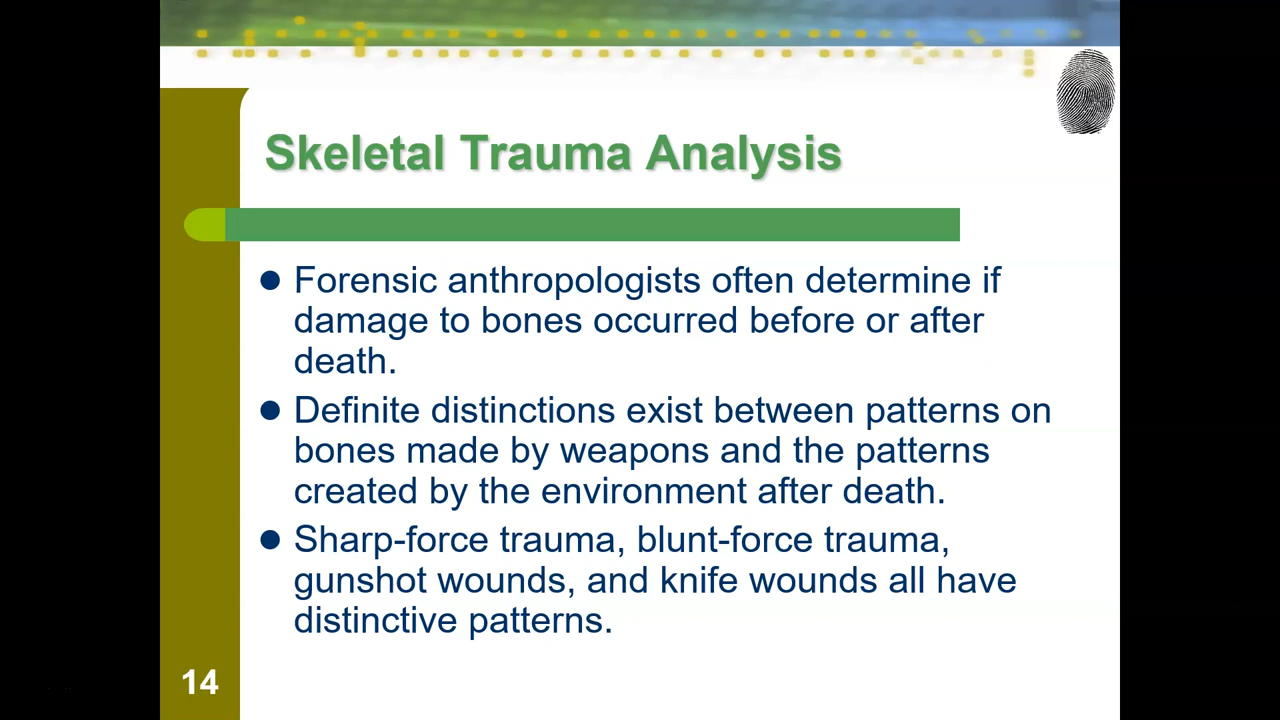 Skeletal Trauma Analysis
● Forensic anthropologists often determine if
damage to bones occurred before or after
death.
● Definite distinctions exist between patterns on
bones made by weapons and the patterns
created by the environment after death.
● Sharp-force trauma, blunt-force trauma,
gunshot wounds, and knife wounds all have
distinctive patterns.
14